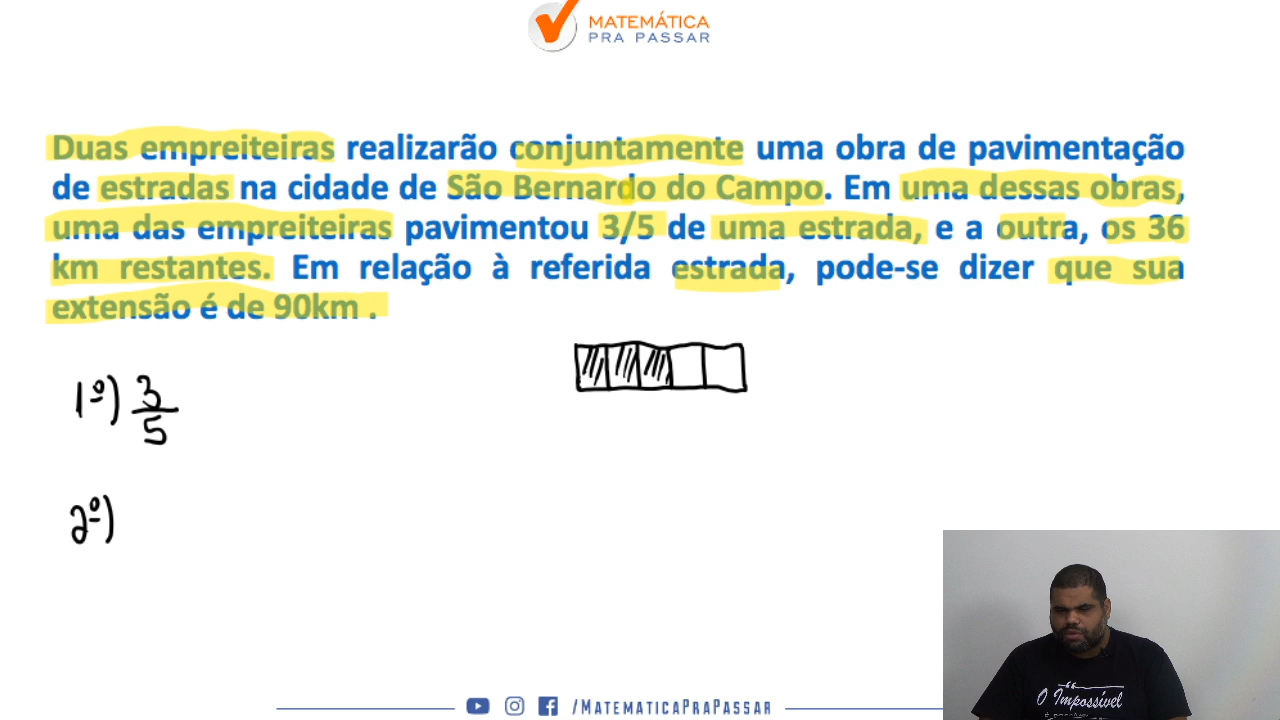 MATEMÁTICA
PRA PASSAR
Duas empreiteiras realizarão conjuntamente uma obra de pavimentação
de estradas na cidade de São Bernardo do Campo. Em uma dessas obras,
uma das empreiteiras pavimentou 3/5 de uma estrada, e a outra, os 36
km restantes. Em relação à referida estrada, pode-se dizer que sua
extensão é de 90km .
1º) 3/5
2º)
“
O Impossível
/MatematicaPraPassar